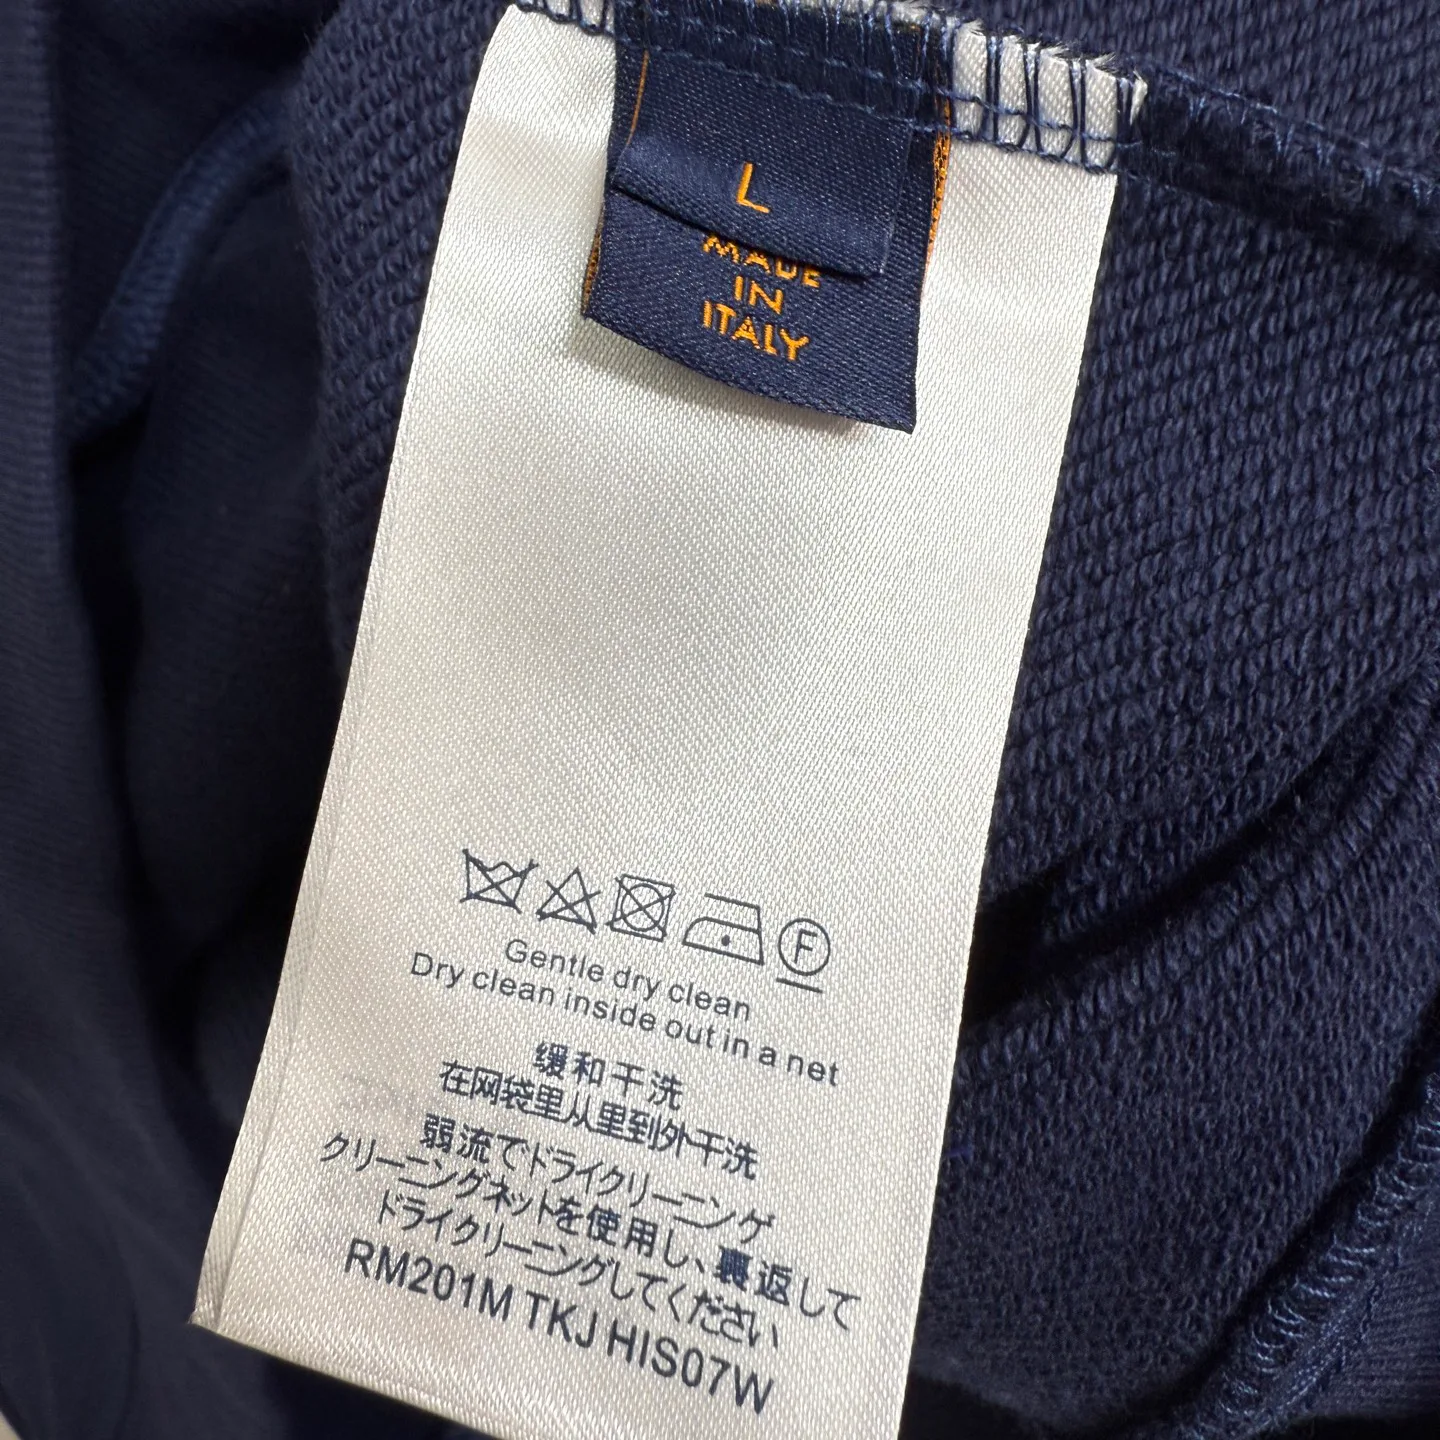 L
MADE
IN
ITALY
F
Gentle dry clean
Dry clean inside out in a net
缓和干洗
在网袋里从里到外干洗
弱流でドライクリーニング
クリーニングネットを使用し、裏返して
ドライクリーニングしてください
RM201M TKJ HIS07W